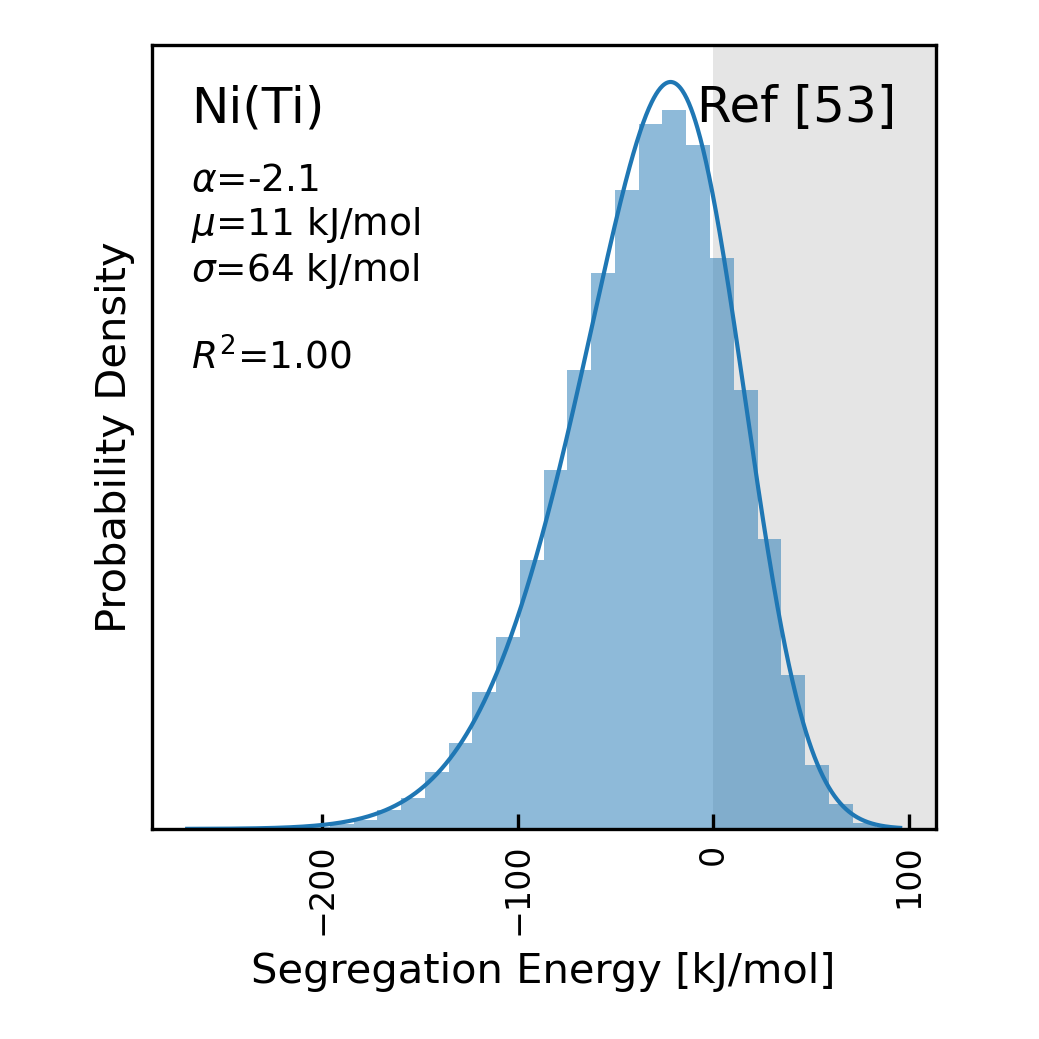 Ni(Ti)
Ref [53]
α=-2.1
μ=11 kJ/mol
σ=64 kJ/mol
R²=1.00
Probability Density
−200
−100
0
100
Segregation Energy [kJ/mol]